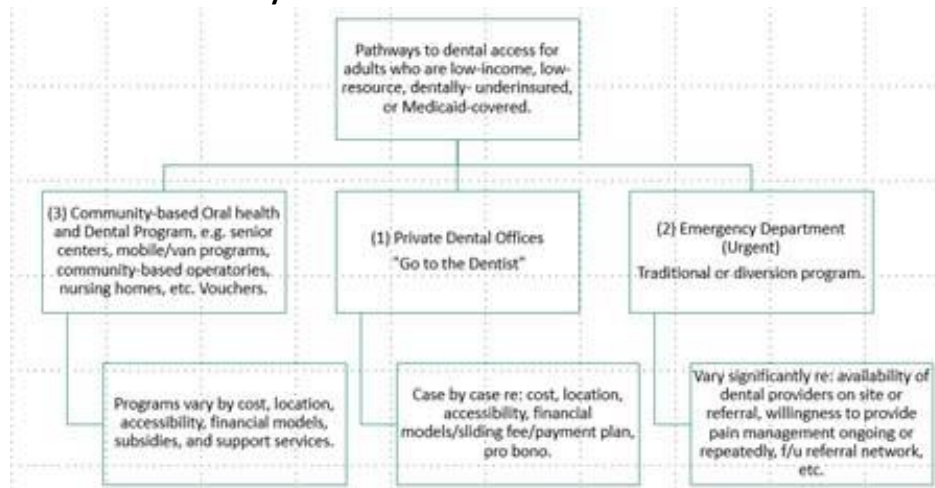 Pathways to dental access for
adults who are low-income, low-
resource, dentally- underinsured,
or Medicaid-covered.
(3) Community-based Oral health
and Dental Program, e.g. senior
centers, mobile/van programs,
community-based operatories,
nursing homes, etc. Vouchers.
(1) Private Dental Offices
"Go to the Dentist"
(2) Emergency Department
(Urgent)
Traditional or diversion program.
Programs vary by cost, location,
accessibility, financial models,
subsidies, and support services.
Case by case re: cost, location,
accessibility, financial
models/sliding fee/payment plan,
pro bono.
Vary significantly re: availability of
dental providers on site or
referral, willingness to provide
pain management ongoing or
repeatedly, f/u referral network,
etc.